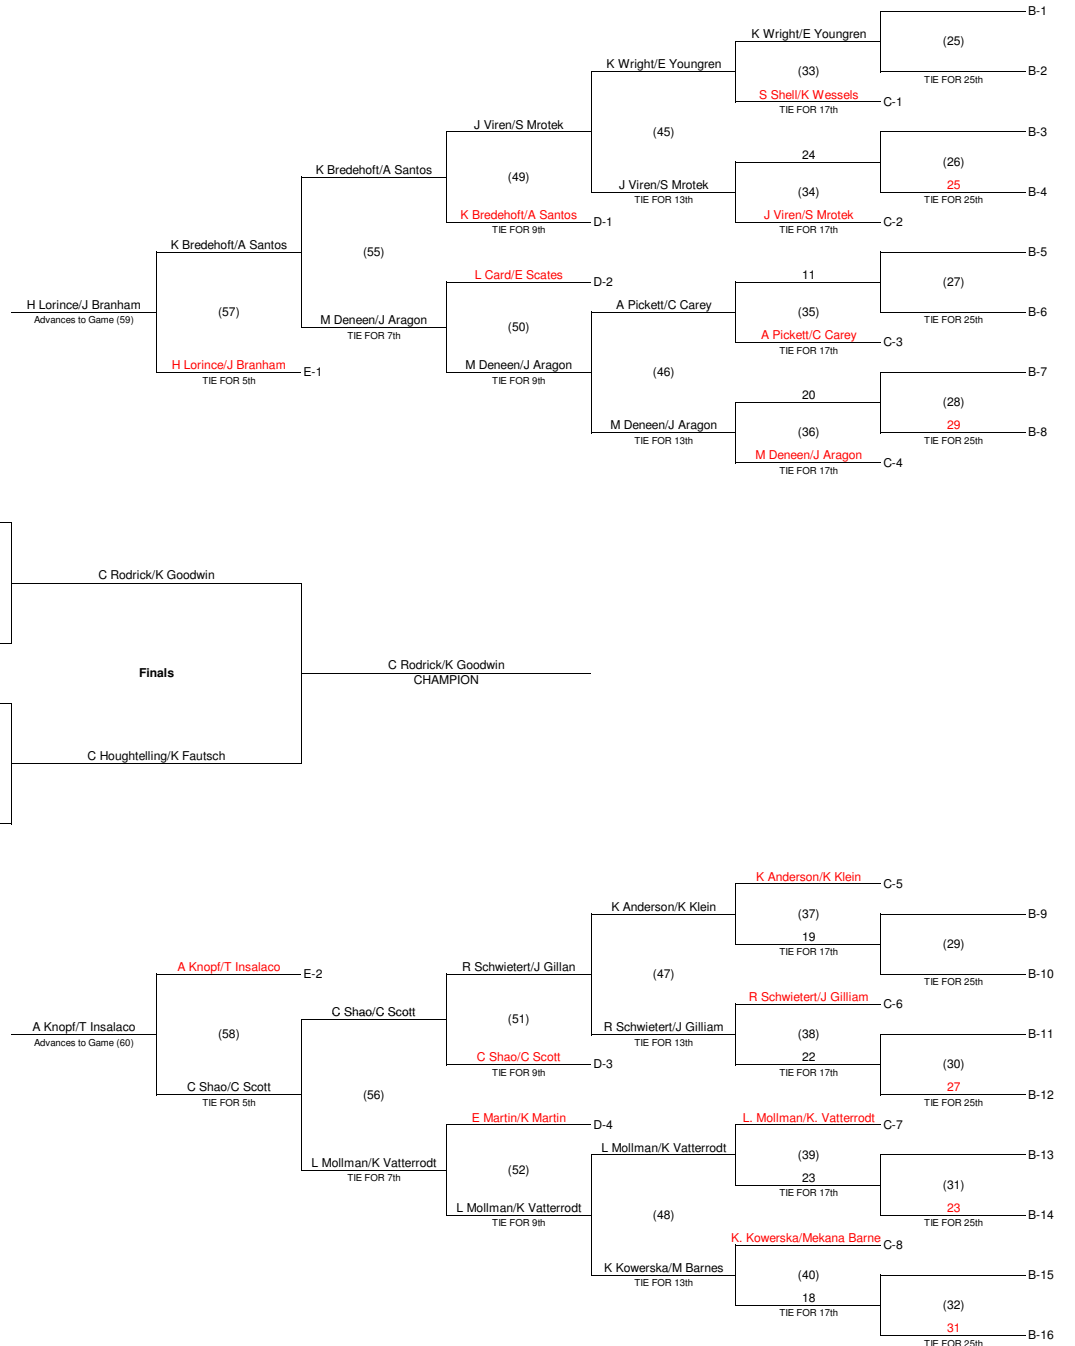 B-1
K Wright/E Youngren
(25)
K Wright/E Youngren
(33)
B-2
TIE FOR 25th
S Shell/K Wessels
C-1
TIE FOR 17th
J Viren/S Mrotek
(45)
B-3
24
(26)
K Bredehoft/A Santos
(49)
J Viren/S Mrotek
(34)
25
B-4
TIE FOR 13th
TIE FOR 25th
K Bredehoft/A Santos
D-1
J Viren/S Mrotek
C-2
TIE FOR 9th
TIE FOR 17th
K Bredehoft/A Santos
(55)
B-5
L Card/E Scates
D-2
11
(27)
H Lorince/J Branham
Advances to Game (59)
(57)
A Pickett/C Carey
(35)
B-6
M Deneen/J Aragon
(50)
TIE FOR 25th
TIE FOR 7th
A Pickett/C Carey
C-3
TIE FOR 17th
H Lorince/J Branham
E-1
M Deneen/J Aragon
(46)
B-7
TIE FOR 5th
TIE FOR 9th
20
(28)
M Deneen/J Aragon
(36)
29
B-8
TIE FOR 13th
TIE FOR 25th
M Deneen/J Aragon
C-4
TIE FOR 17th
C Rodrick/K Goodwin
Finals
C Rodrick/K Goodwin
CHAMPION
C Houghtelling/K Fautsch
K Anderson/K Klein
C-5
K Anderson/K Klein
(37)
B-9
19
(29)
TIE FOR 17th
A Knopf/T Insalaco
E-2
R Schwietert/J Gillan
(47)
B-10
TIE FOR 25th
R Schwietert/J Gilliam
C-6
C Shao/C Scott
(51)
A Knopf/T Insalaco
Advances to Game (60)
(58)
R Schwietert/J Gilliam
TIE FOR 13th
(38)
B-11
C Shao/C Scott
D-3
22
(30)
TIE FOR 9th
TIE FOR 17th
C Shao/C Scott
(56)
27
B-12
TIE FOR 5th
TIE FOR 25th
E Martin/K Martin
D-4
L. Mollman/K. Vatterrodt
C-7
L Mollman/K Vatterrodt
(39)
B-13
L Mollman/K Vatterrodt
(52)
23
(31)
TIE FOR 7th
TIE FOR 17th
L Mollman/K Vatterrodt
(48)
23
B-14
TIE FOR 9th
TIE FOR 25th
K. Kowerska/Mekana Barne
C-8
K Kowerska/M Barnes
(40)
B-15
TIE FOR 13th
18
(32)
TIE FOR 17th
31
B-16
TIE FOR 25th